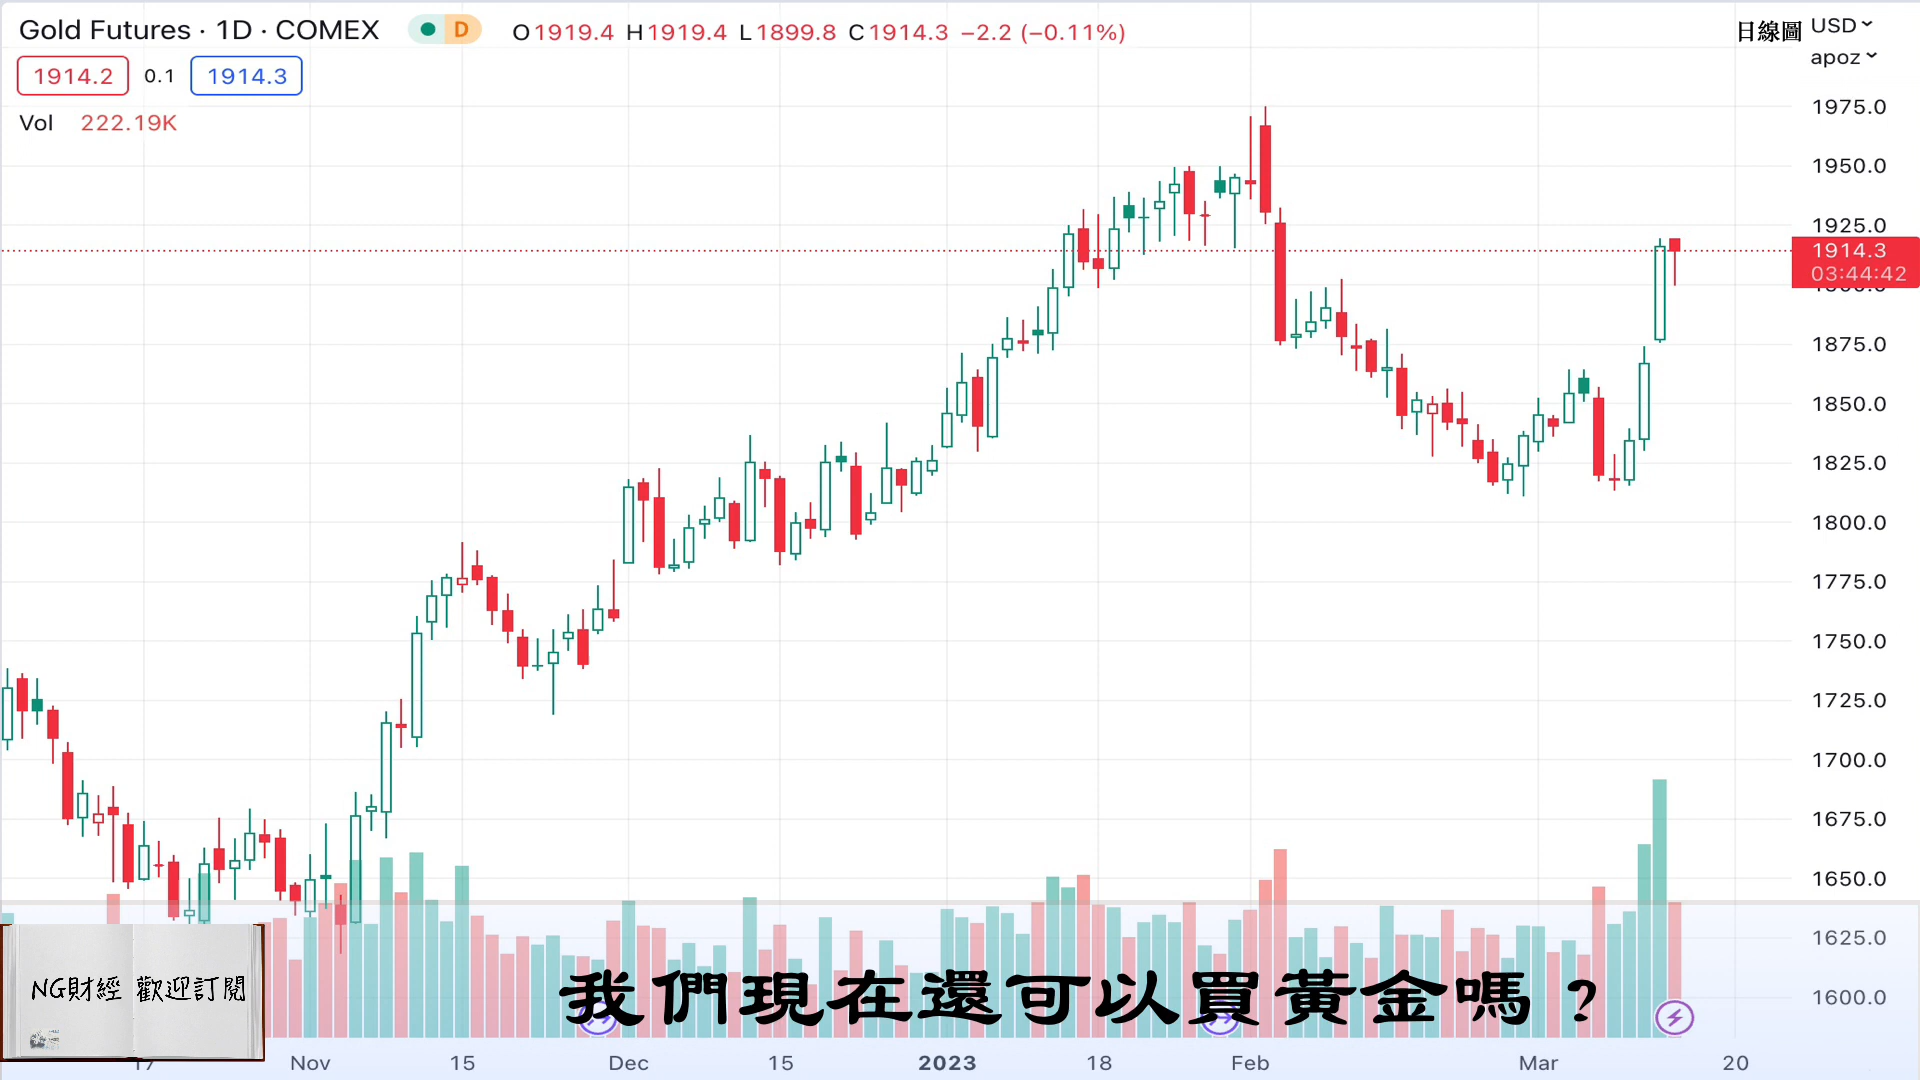 Gold Futures · 1D · COMEX D O1919.4 H1919.4 L1899.8 C1914.3 −2.2 (−0.11%) 日線圖 USD
apoz
1914.2 0.1 1914.3
Vol 222.19K
1975.0
1950.0
1925.0
1914.3
03:44:42
1875.0
1850.0
1825.0
1800.0
1775.0
1750.0
1725.0
1700.0
1675.0
1650.0
1625.0
1600.0
NG財經 歡迎訂閱
我們現在還可以買黃金嗎？
17 Nov 15 Dec 15 2023 18 Feb Mar 20